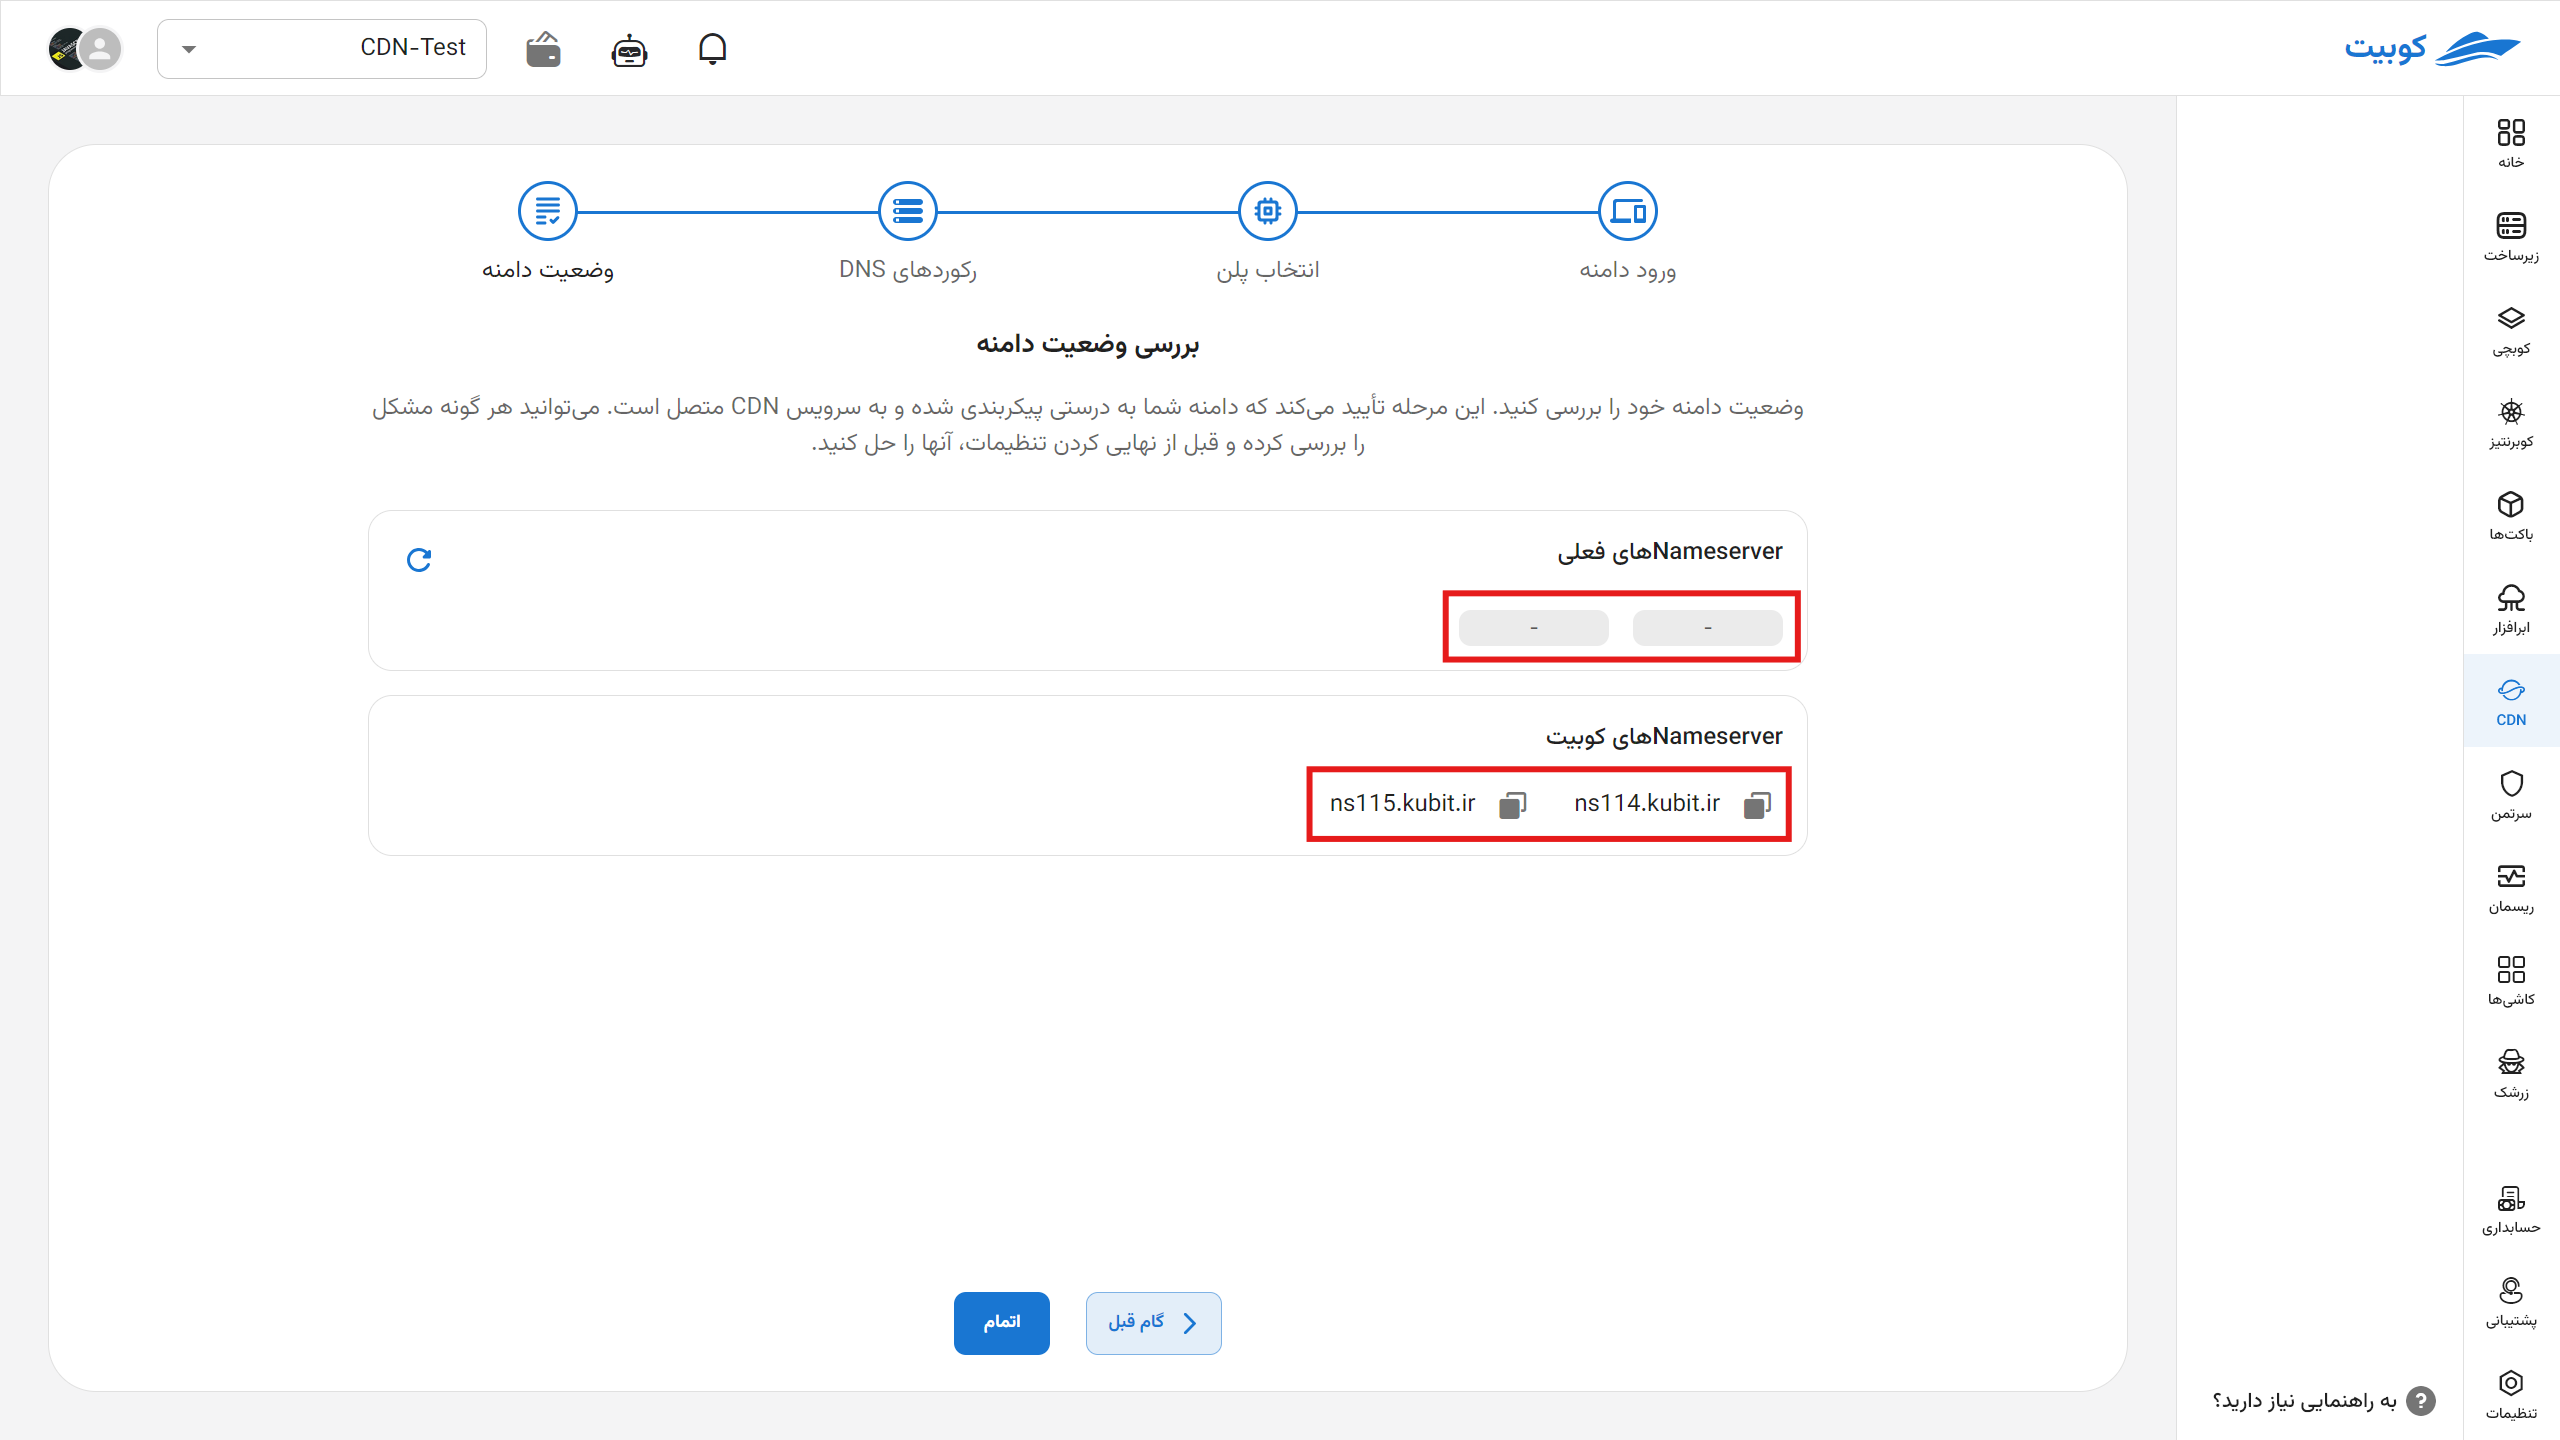 کوبیت
CDN-Test
خانه
زیرساخت
کوبچی
کوبرنتیز
باکت‌ها
ابرافزار
CDN
سرتمن
ریسمان
کاشی‌ها
زرشک
حسابداری
پشتیبانی
تنظیمات
به راهنمایی نیاز دارید؟
ورود دامنه
انتخاب پلن
رکوردهای DNS
وضعیت دامنه
بررسی وضعیت دامنه
وضعیت دامنه خود را بررسی کنید. این مرحله تأیید می‌کند که دامنه شما به درستی پیکربندی شده و به سرویس CDN متصل است. می‌توانید هر گونه مشکل
را بررسی کرده و قبل از نهایی کردن تنظیمات، آنها را حل کنید.
Nameserverهای فعلی
- -
Nameserverهای کوبیت
ns114.kubit.ir ns115.kubit.ir
گام قبل
اتمام